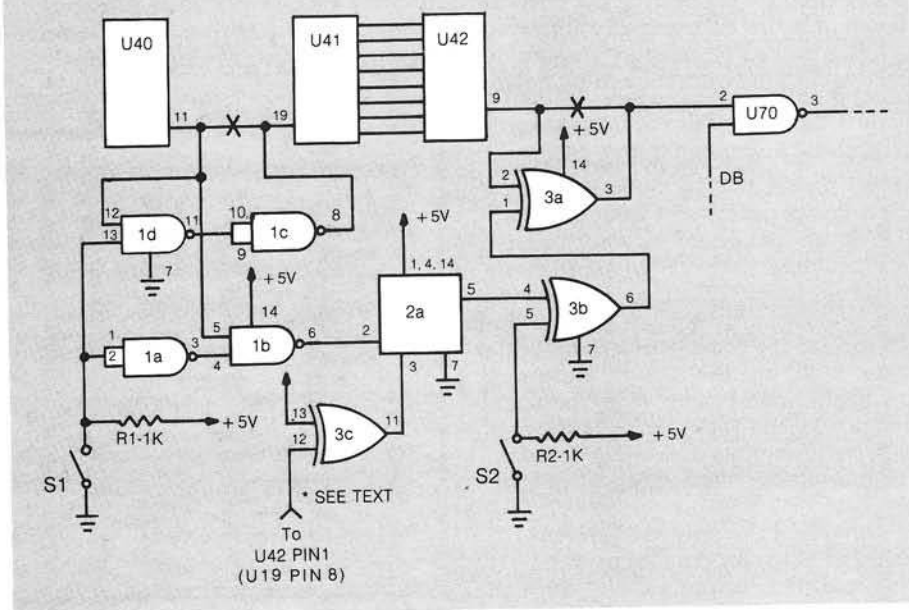 U40
U41
U42
11
19
9
2
U70
3
+5V
14
DB
2
1
3a
3
12
13
1d
11
10
9
1c
8
7
+5V
+5V
1, 4, 14
14
2a
5
4
5
3b
6
1
2
1a
3
5
4
1b
6
2
3
7
7
R1-1K
+5V
13
12
3c
11
R2-1K
+5V
S1
S2
* SEE TEXT
To
U42 PIN1
(U19 PIN 8)